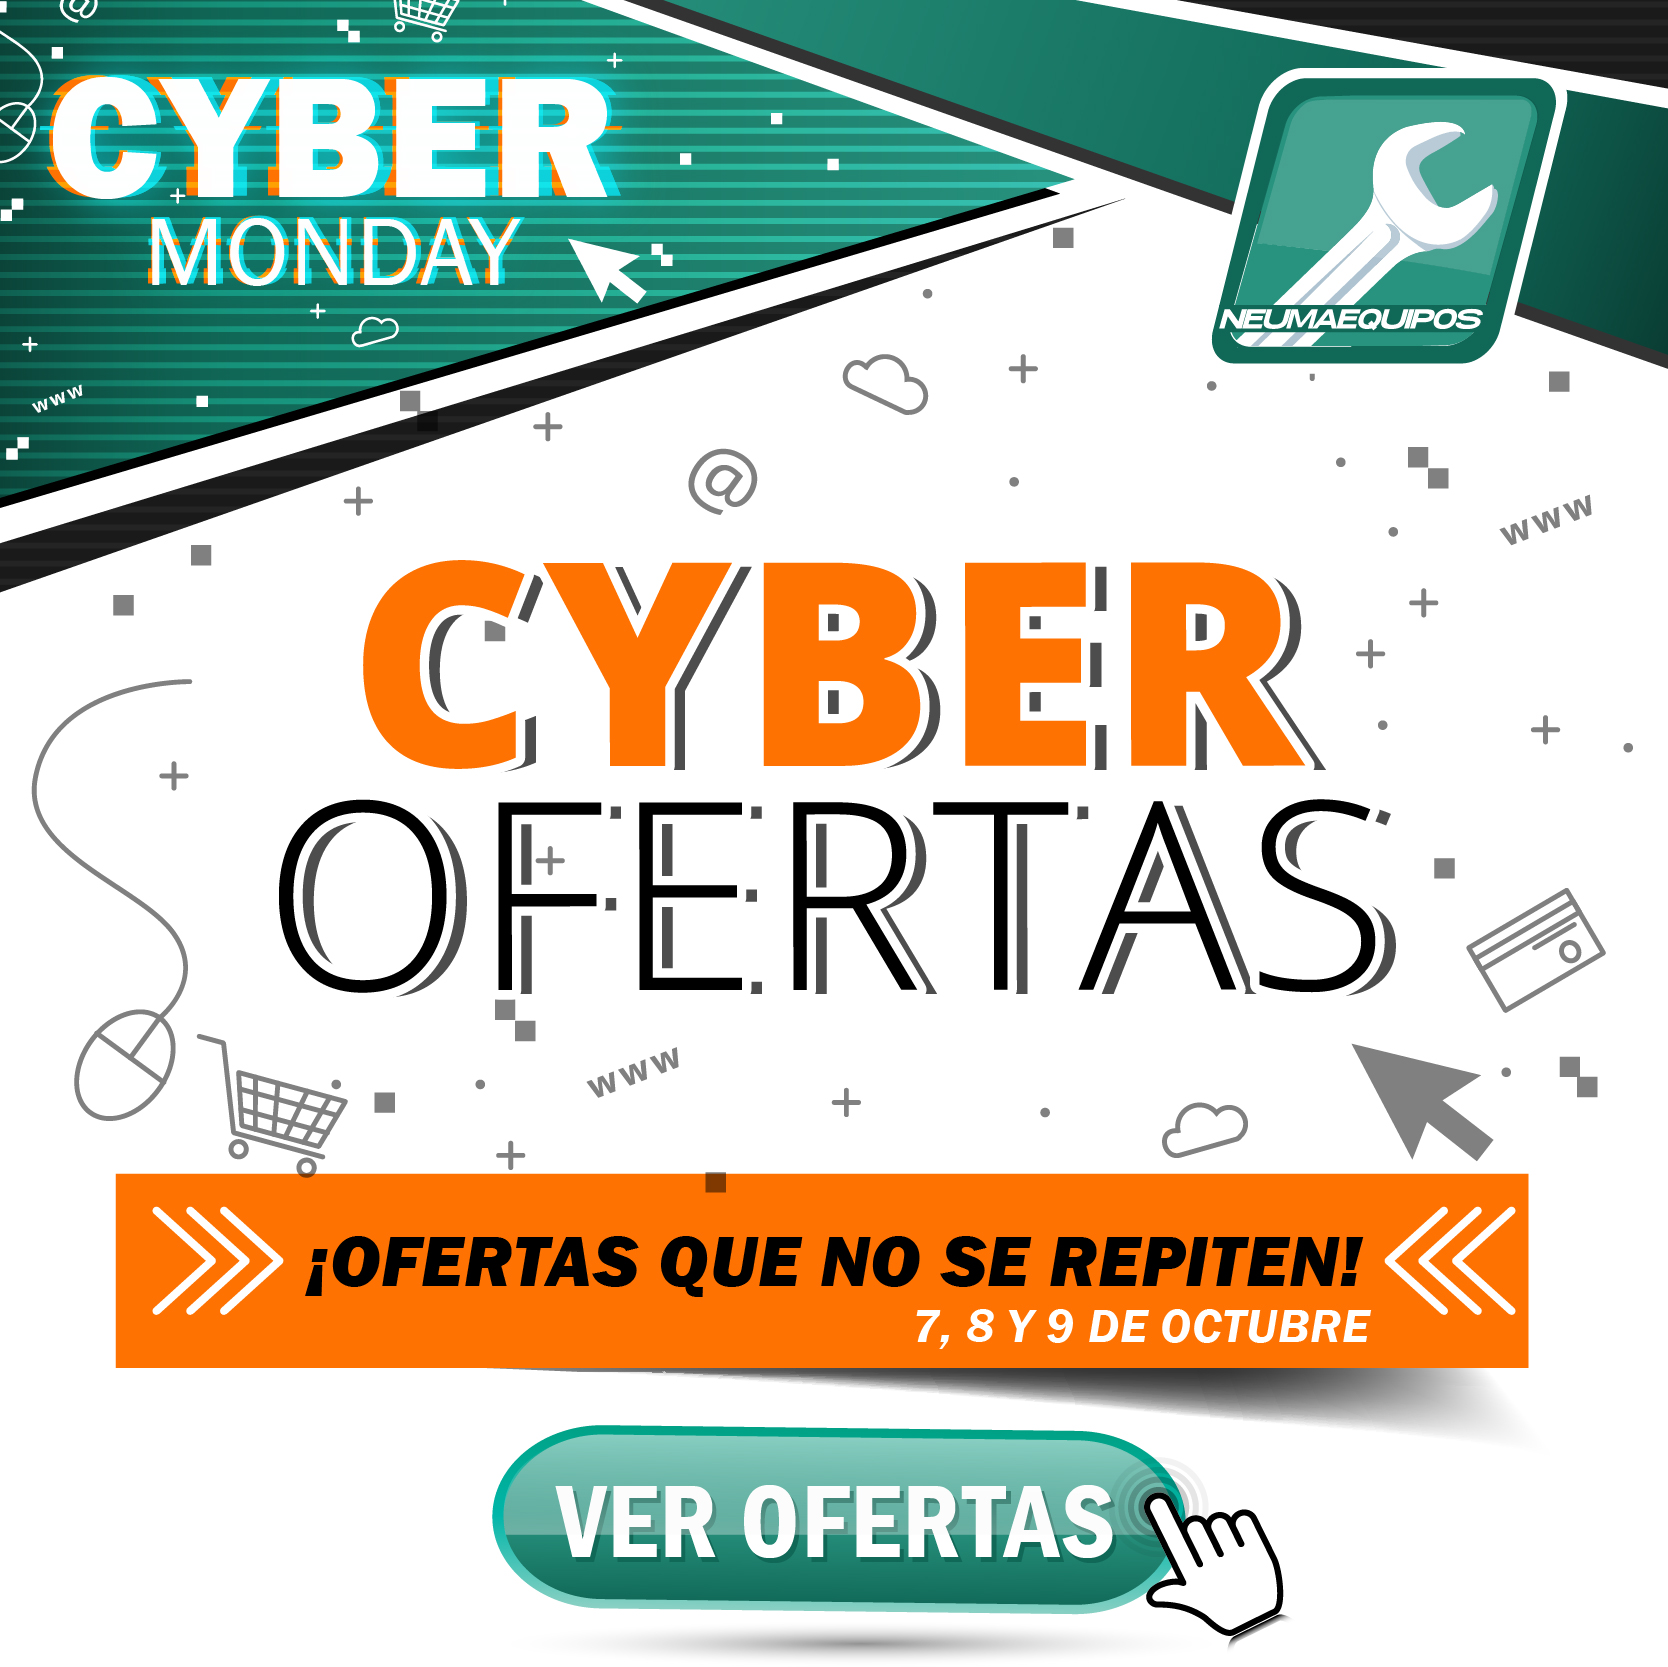 @
CYBER
MONDAY
www
NEUMAEQUIPOS
@
www
CYBER
OFERTAS
www
¡OFERTAS QUE NO SE REPITEN!
7, 8 Y 9 DE OCTUBRE
VER OFERTAS